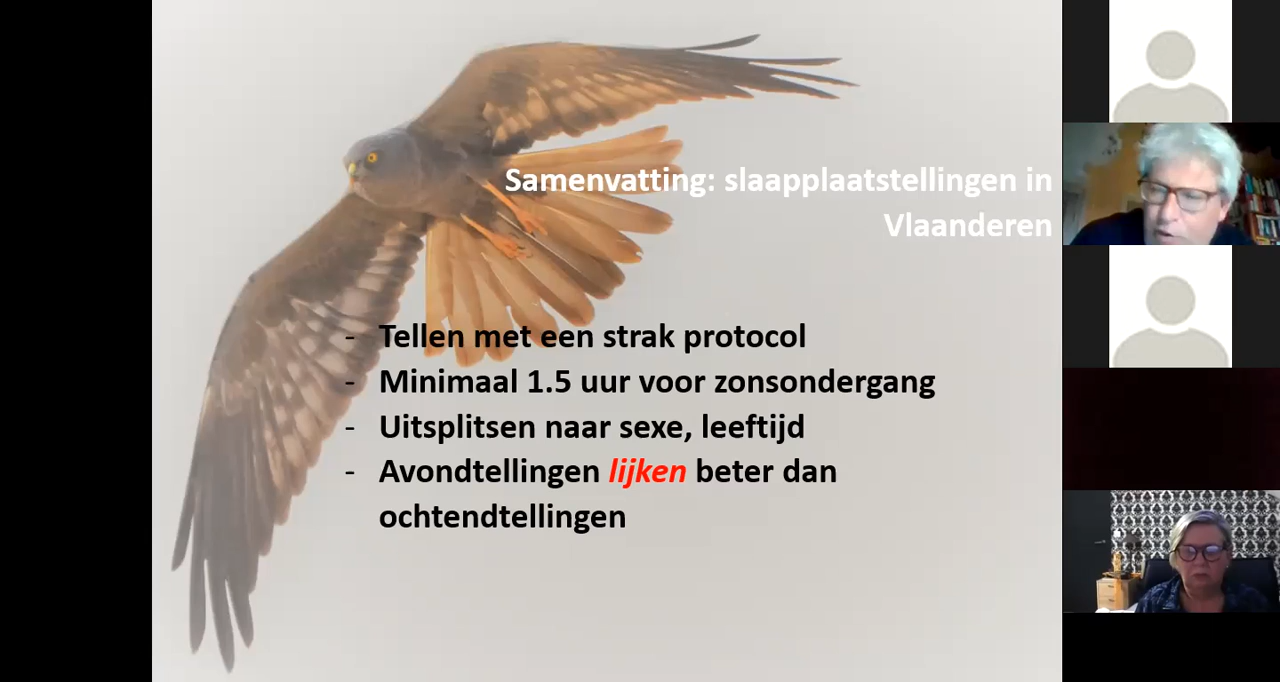 Samenvatting: slaapplaatstellingen in
Vlaanderen
- Tellen met een strak protocol
- Minimaal 1.5 uur voor zonsondergang
- Uitsplitsen naar sexe, leeftijd
- Avondtellingen lijken beter dan
ochtendtellingen